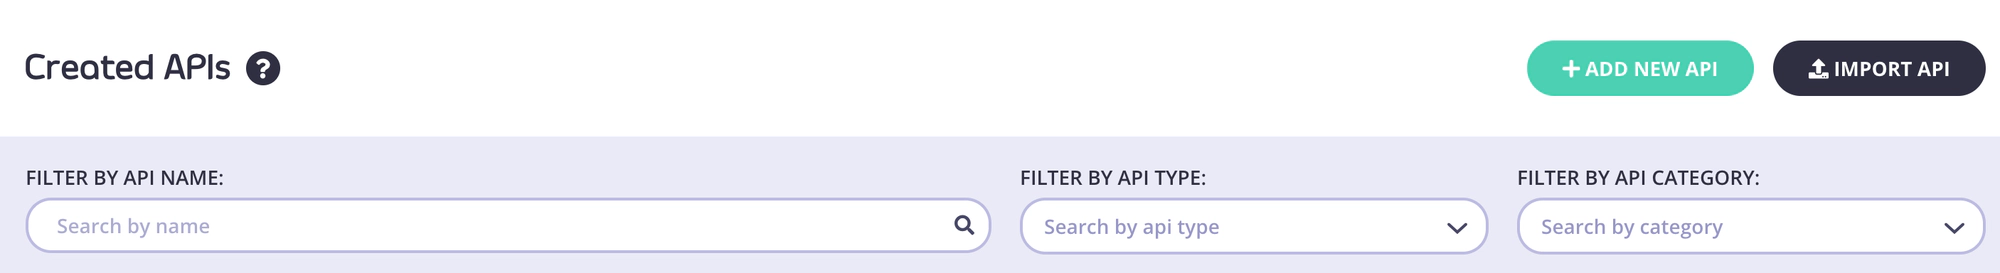 Created APIs ?
ADD NEW API
IMPORT API
FILTER BY API NAME:
FILTER BY API TYPE:
FILTER BY API CATEGORY:
Search by name
Search by api type
Search by category